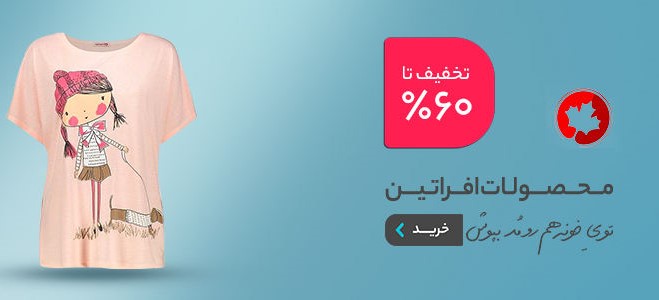 تخفیف تا
%۶۰
محصولات افراتین
توی خونه هم رو مُد بپوش
خرید